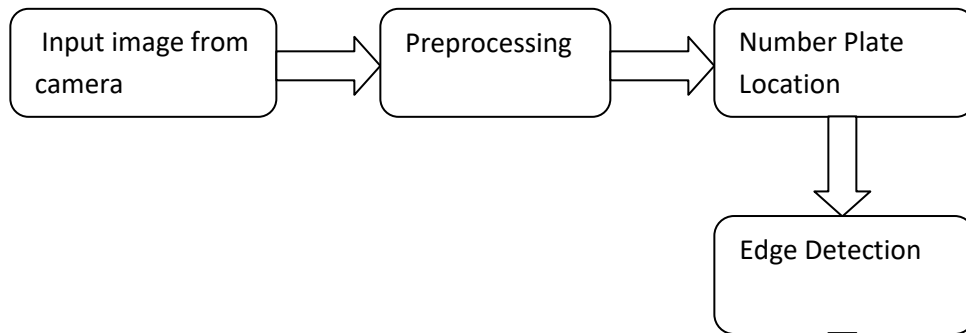 Input image from
camera
Preprocessing
Number Plate
Location
Edge Detection